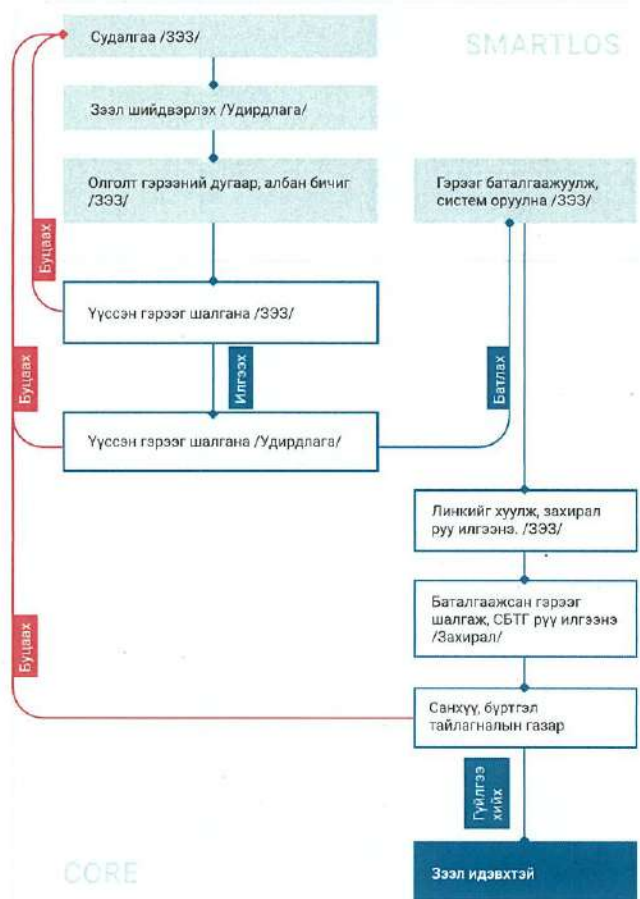 SMARTLOS
Судалгаа /ЗЭЗ/
Зээл шийдвэрлэх /Удирдлага/
Олголт гэрээний дугаар, албан бичиг
/ЗЭЗ/
Гэрээг баталгаажуулж,
систем оруулна /ЗЭЗ/
Буцаах
Үүссэн гэрээг шалгана /ЗЭЗ/
Буцаах
Илгээх
Батлах
Үүссэн гэрээг шалгана /Удирдлага/
Линкийг хуулж, захирал
руу илгээнэ. /ЗЭЗ/
Баталгаажсан гэрээг
шалгаж, СБТГ рүү илгээнэ
/Захирал/
Буцаах
Санхүү, бүртгэл
тайлагналын газар
Гүйлгээ
хийх
CORE
Зээл идэвхтэй